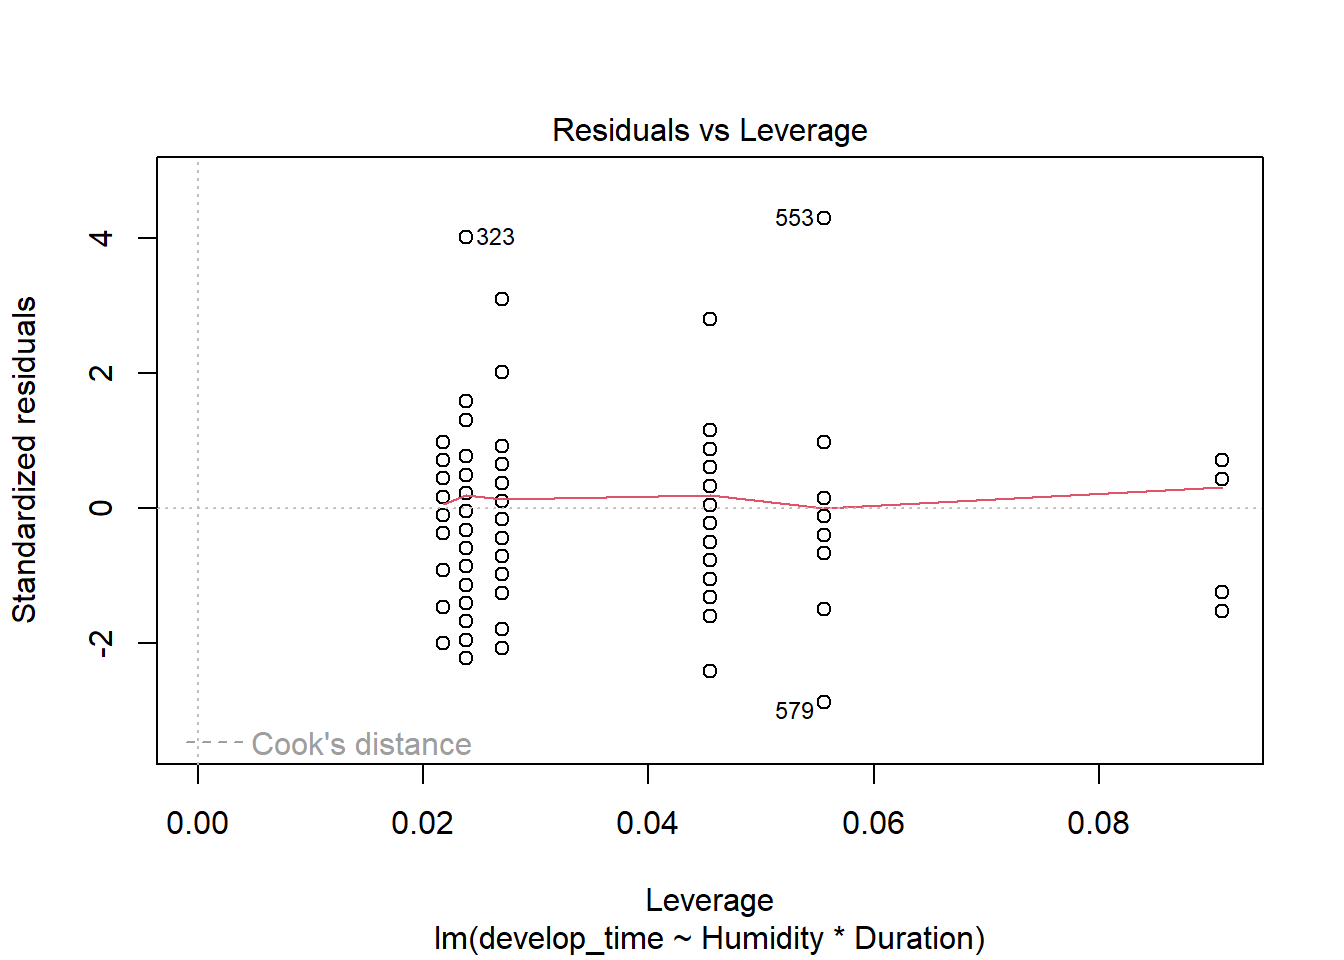 Residuals vs Leverage
Standardized residuals
4
2
0
-2
323
553
579
Cook's distance
0.00 0.02 0.04 0.06 0.08
Leverage
lm(develop_time ~ Humidity * Duration)